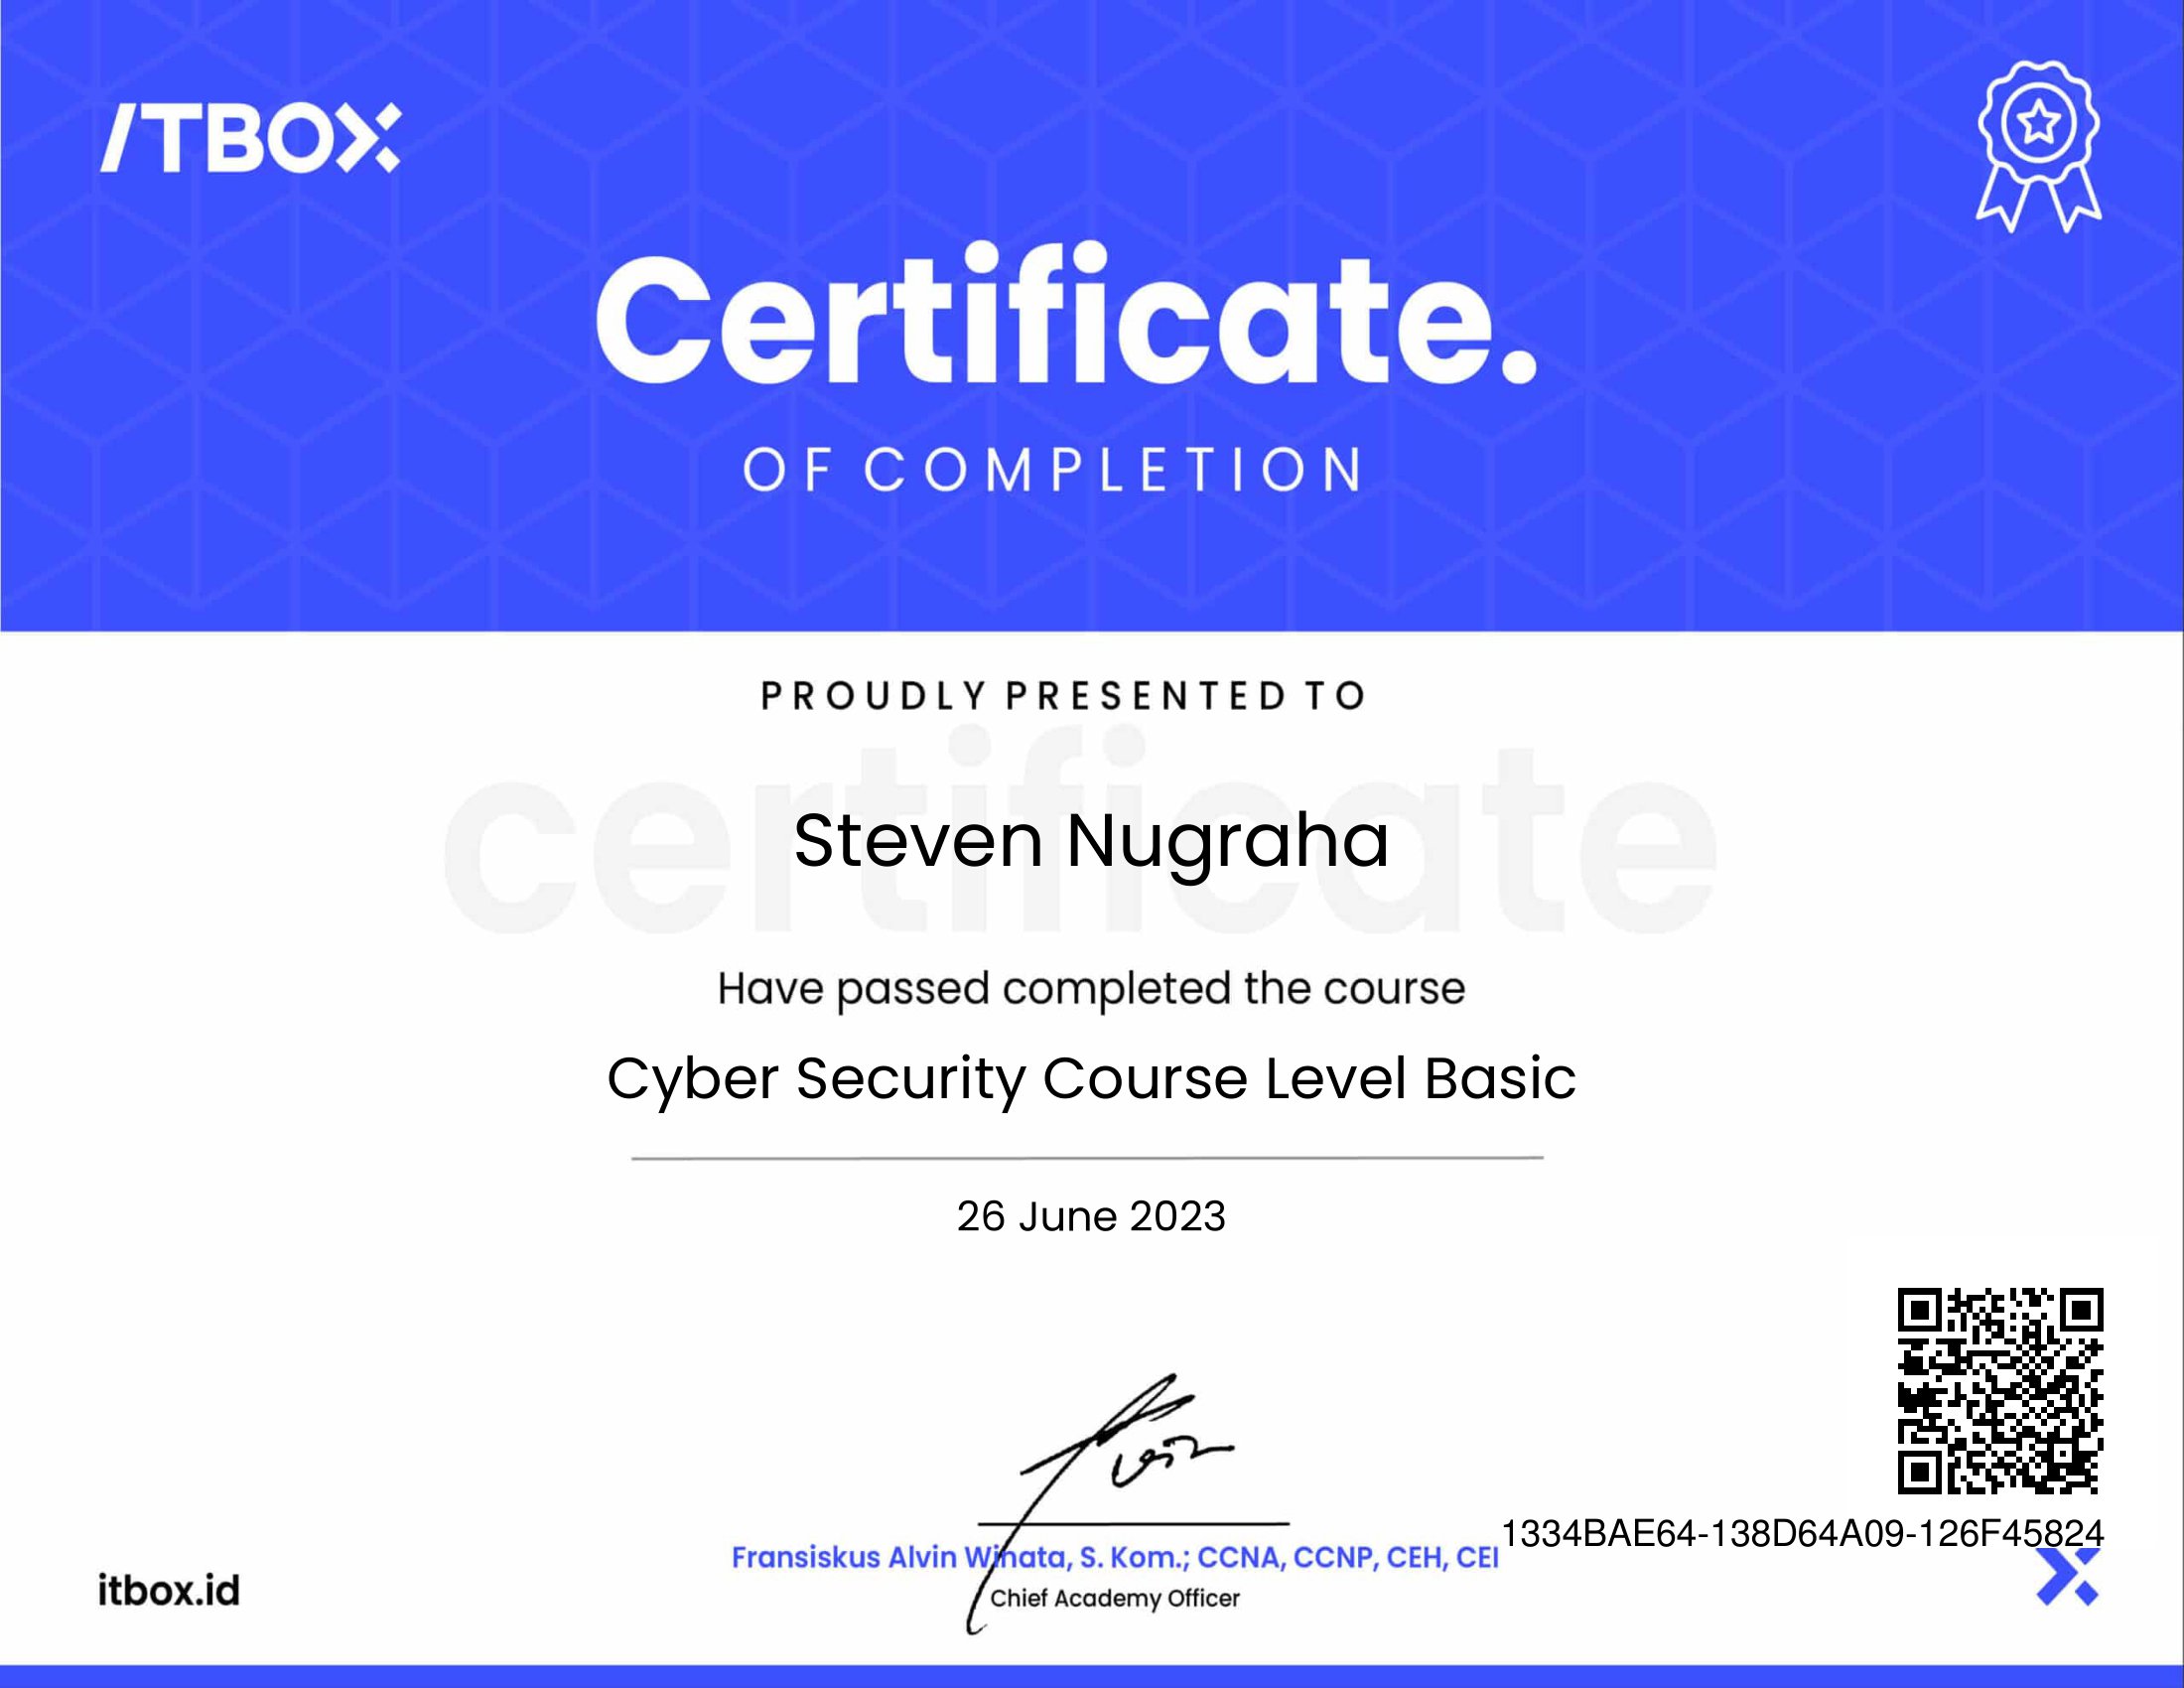 ITBOX
Certificate.
OF COMPLETION
PROUDLY PRESENTED TO
certificate
Steven Nugraha
Have passed completed the course
Cyber Security Course Level Basic
26 June 2023
1334BAE64-138D64A09-126F45824
Fransiskus Alvin Winata, S. Kom.; CCNA, CCNP, CEH, CEI
Chief Academy Officer
itbox.id